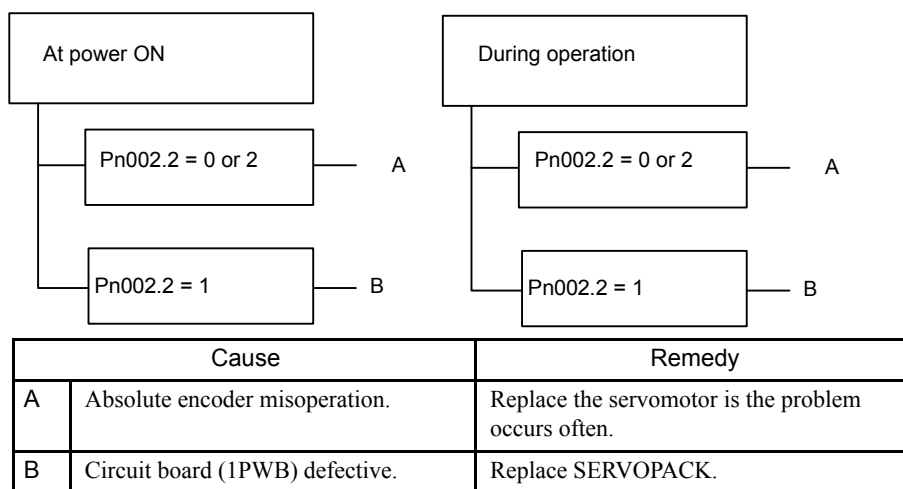 At power ON
Pn002.2 = 0 or 2
A
Pn002.2 = 1
B
During operation
Pn002.2 = 0 or 2
A
Pn002.2 = 1
B
Cause
Remedy
A
Absolute encoder misoperation.
Replace the servomotor is the problem
occurs often.
B
Circuit board (1PWB) defective.
Replace SERVOPACK.